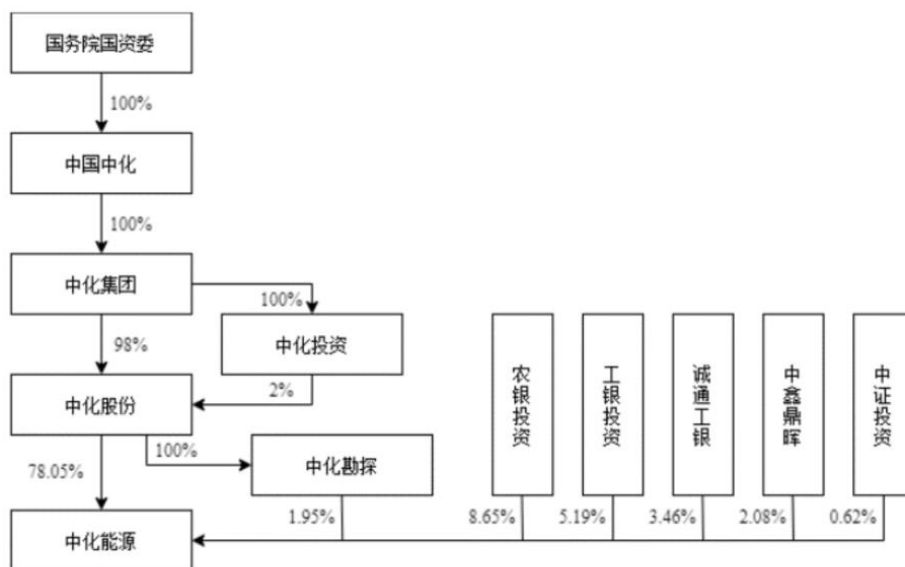 国务院国资委
100%
中国中化
100%
中化集团
100%
98%
中化投资
2%
中化股份
100%
78.05%
中化勘探
1.95%
农银投资
8.65%
工银投资
5.19%
诚通工银
3.46%
中鑫鼎晖
2.08%
中证投资
0.62%
中化能源